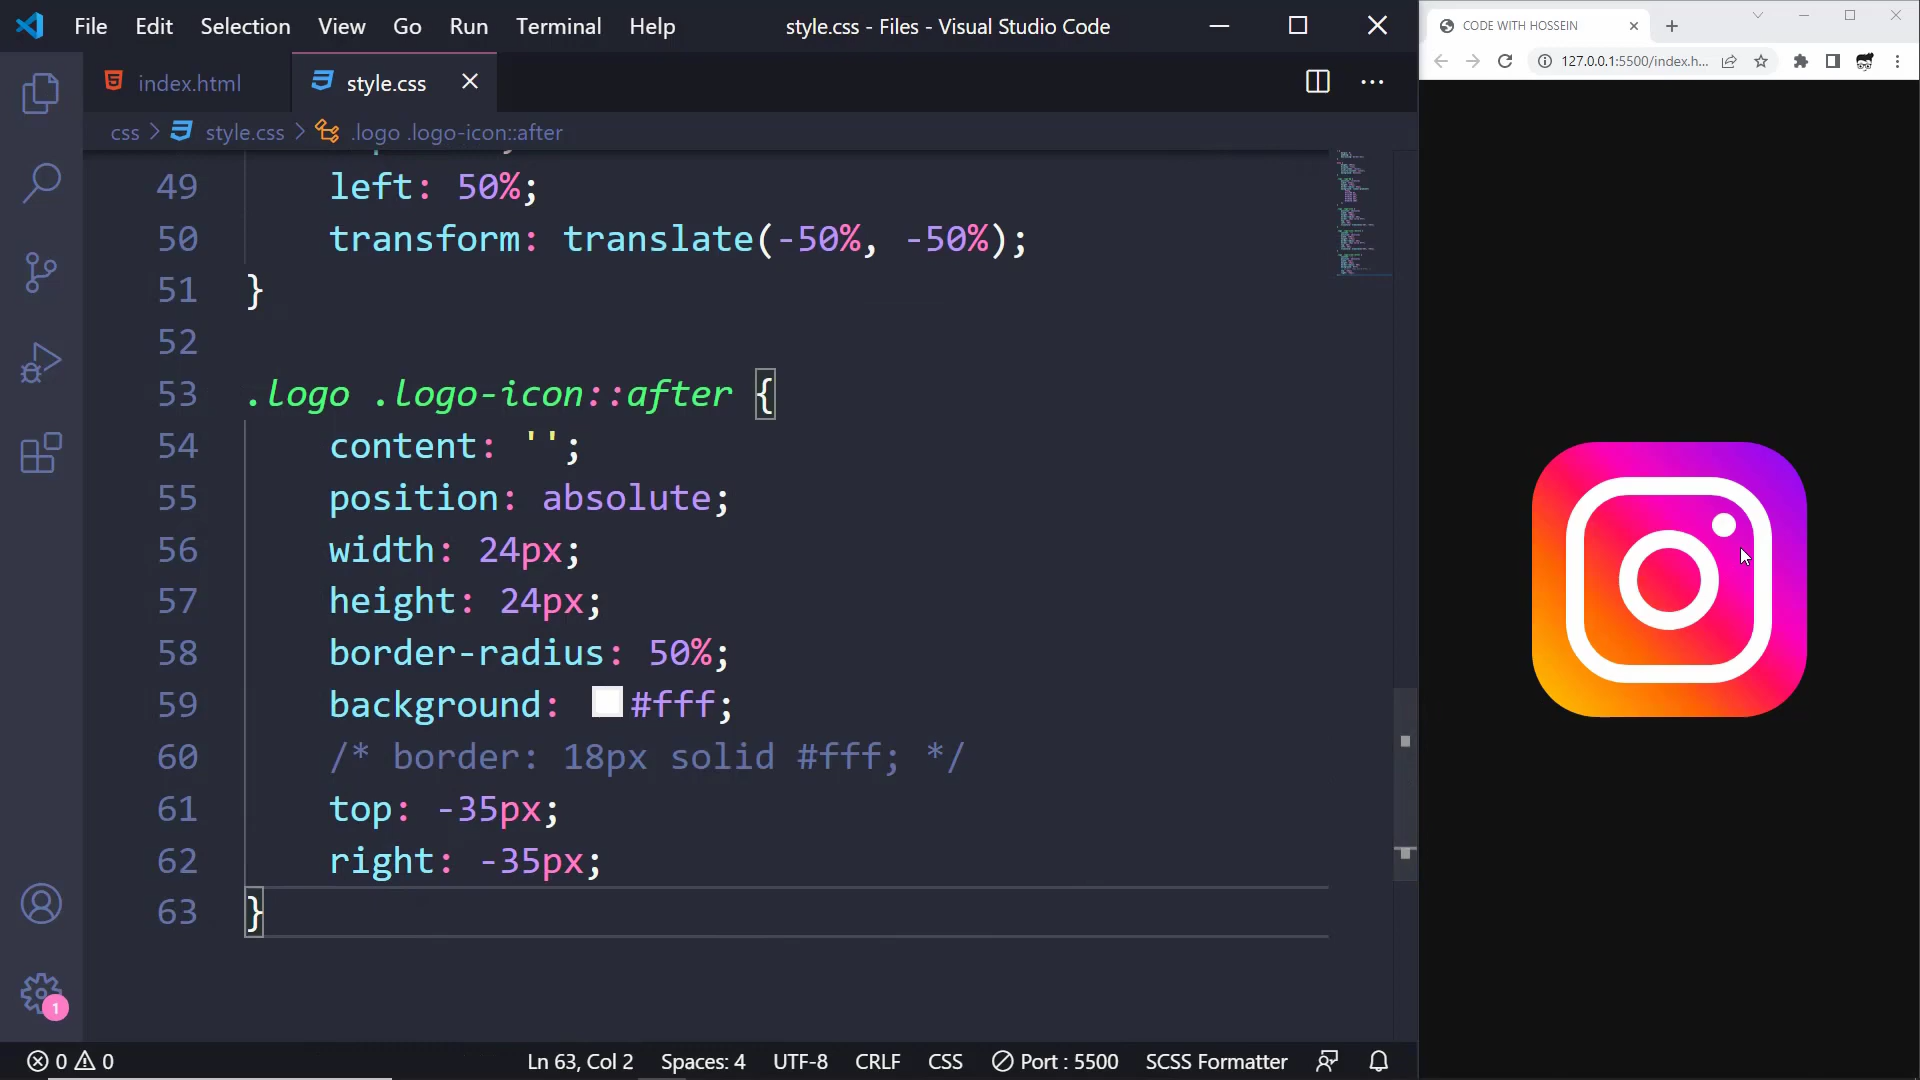 File Edit Selection View Go Run Terminal Help
style.css - Files - Visual Studio Code
CODE WITH HOSSEIN
127.0.0.1:5500/index.h...
index.html
style.css
css > style.css > .logo .logo-icon::after
49 left: 50%;
50 transform: translate(-50%, -50%);
51 }
52
53 .logo .logo-icon::after {
54 content: '';
55 position: absolute;
56 width: 24px;
57 height: 24px;
58 border-radius: 50%;
59 background: #fff;
60 /* border: 18px solid #fff; */
61 top: -35px;
62 right: -35px;
63 }
1
0 0 Ln 63, Col 2 Spaces: 4 UTF-8 CRLF CSS Port : 5500 SCSS Formatter